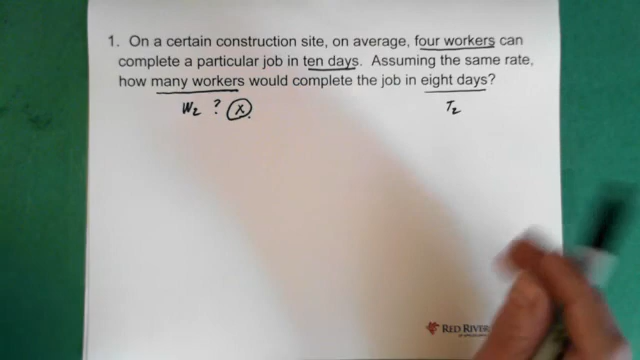 1. On a certain construction site, on average, four workers can
complete a particular job in ten days. Assuming the same rate,
how many workers would complete the job in eight days?
W₂ ? x T₂
RED RIVER